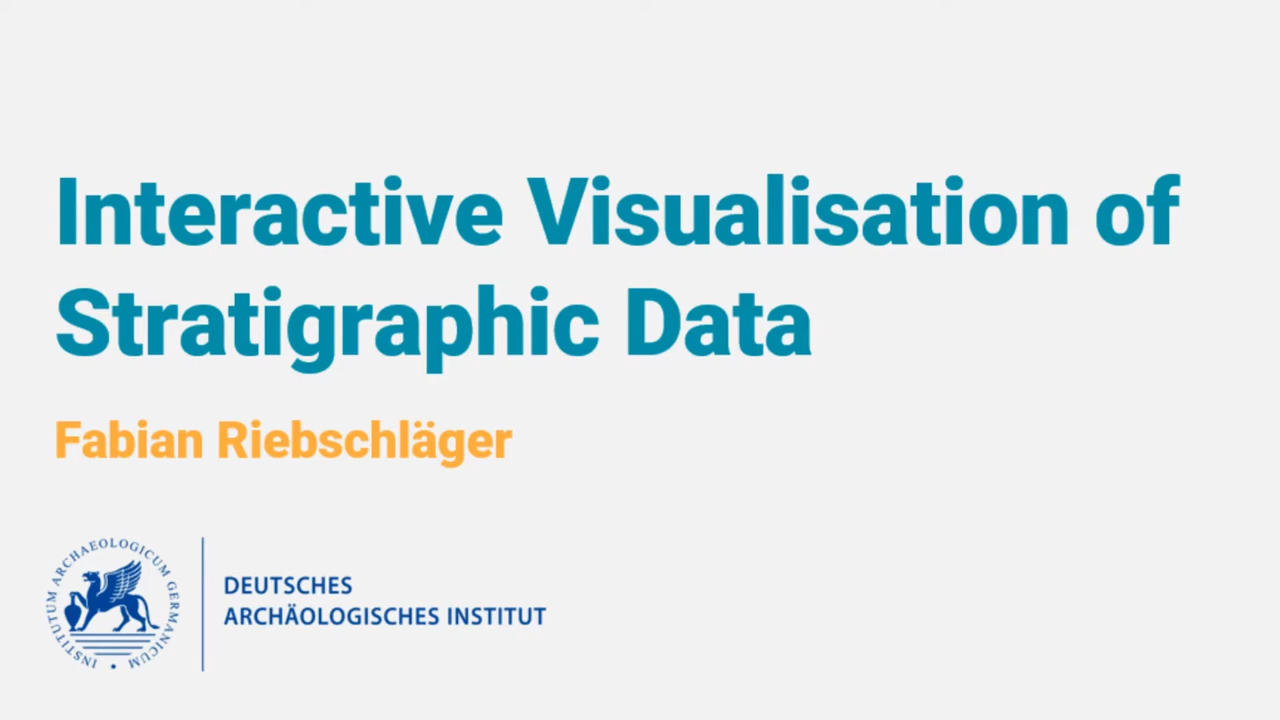 Interactive Visualisation of
Stratigraphic Data
Fabian Riebschläger
INSTITUTUM ARCHAEOLOGICUM GERMANICUM
DEUTSCHES
ARCHÄOLOGISCHES INSTITUT